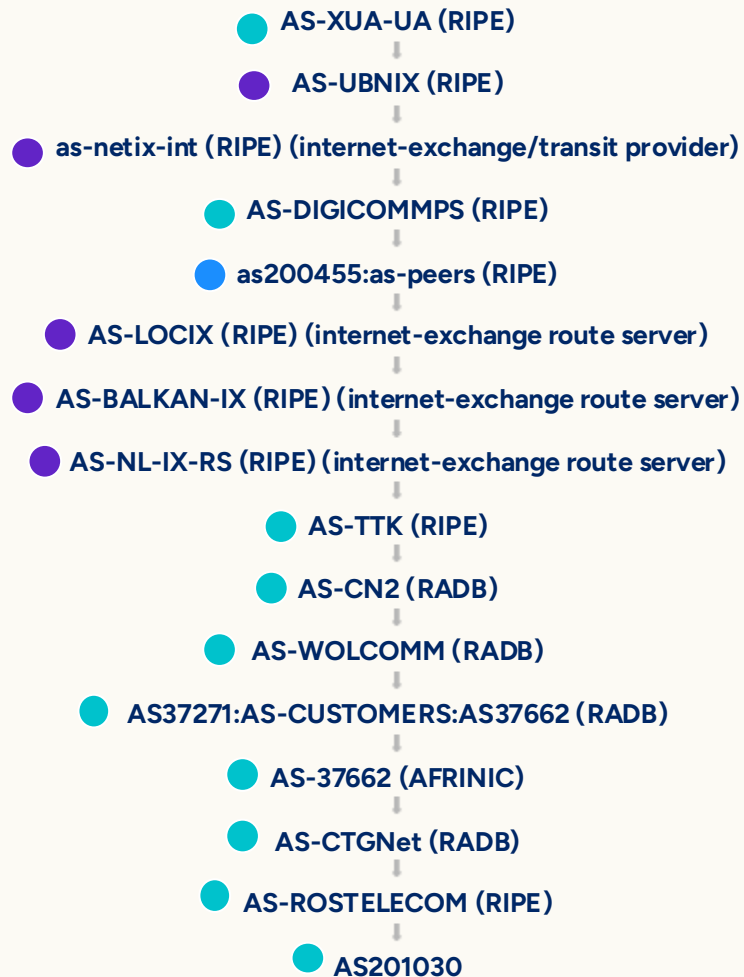 AS-XUA-UA (RIPE)
AS-UBNIX (RIPE)
as-netix-int (RIPE) (internet-exchange/transit provider)
AS-DIGICOMMPS (RIPE)
as200455:as-peers (RIPE)
AS-LOCIX (RIPE) (internet-exchange route server)
AS-BALKAN-IX (RIPE) (internet-exchange route server)
AS-NL-IX-RS (RIPE) (internet-exchange route server)
AS-TTK (RIPE)
AS-CN2 (RADB)
AS-WOLCOMM (RADB)
AS37271:AS-CUSTOMERS:AS37662 (RADB)
AS-37662 (AFRINIC)
AS-CTGNet (RADB)
AS-ROSTELECOM (RIPE)
AS201030